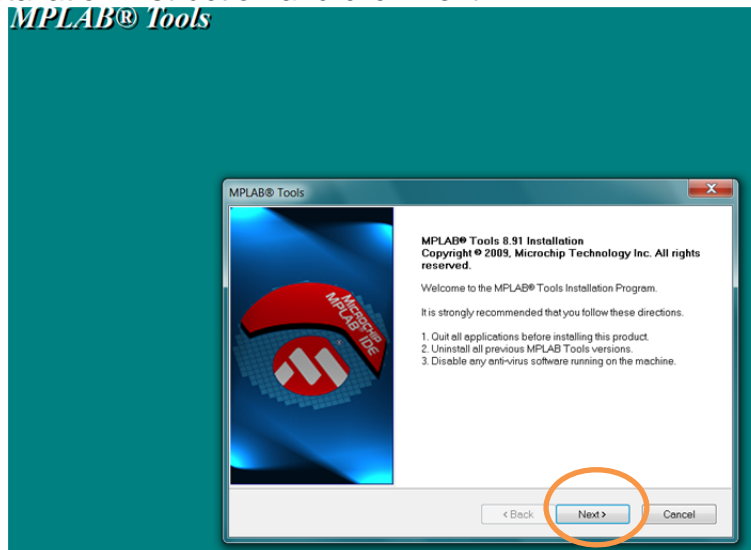 MPLAB® Tools
MPLAB® Tools
X
MPLAB® Tools 8.91 Installation
Copyright © 2009, Microchip Technology Inc. All rights
reserved.
Welcome to the MPLAB® Tools Installation Program.
It is strongly recommended that you follow these directions.
1. Quit all applications before installing this product.
2. Uninstall all previous MPLAB Tools versions.
3. Disable any anti-virus software running on the machine.
MICROCHIP
MPLAB® IDE
< Back
Next >
Cancel